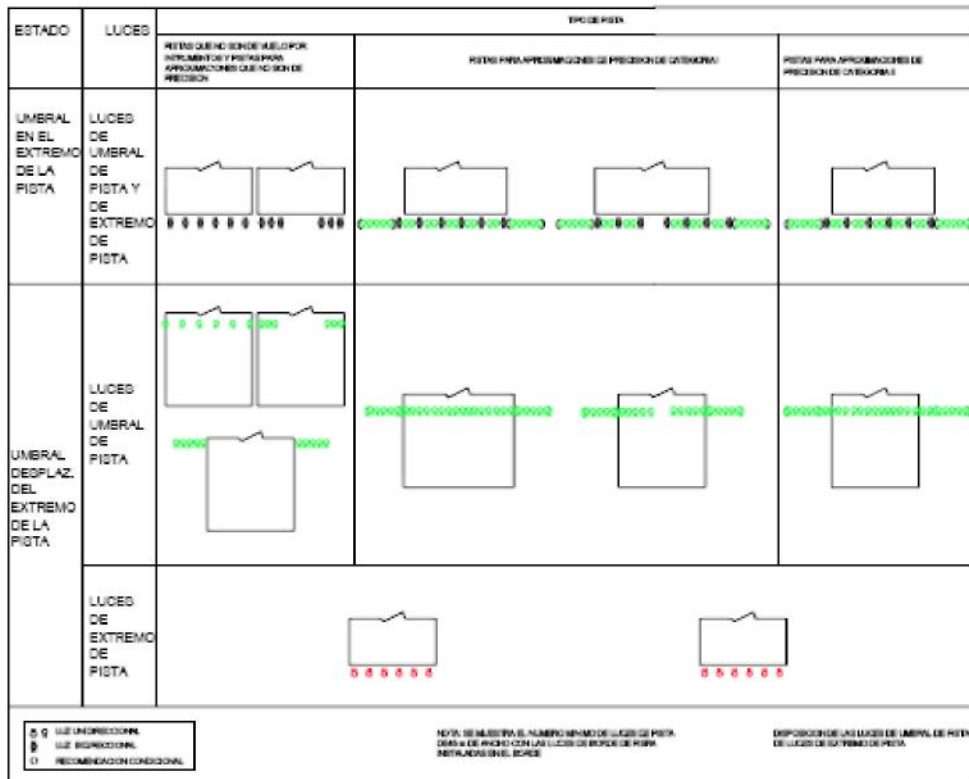 ESTADO
LUCES
TIPO DE PISTA
PISTAS QUE NO SON DE VUELO POR
INTRUMENTOS Y PISTAS PARA
APROXIMACIONES QUE NO SON DE
PRECISION
PISTAS PARA APROXIMACIONES DE PRECISION DE CATEGORIA I
PISTAS PARA APROXIMACIONES DE
PRECISION DE CATEGORIA II
UMBRAL
EN EL
EXTREMO
DE LA
PISTA
LUCES
DE
UMBRAL
DE
PISTA Y
DE
EXTREMO
DE
PISTA
UMBRAL
DESPLAZ.
DEL
EXTREMO
DE LA
PISTA
LUCES
DE
UMBRAL
DE
PISTA
LUCES
DE
EXTREMO
DE
PISTA
LUZ UNIDIRECCIONAL
LUZ BIDIRECCIONAL
RECOMENDACION CONDICIONAL
NOTA: SE MUESTRA EL NUMERO MINIMO DE LUCES DE PISTA
DE 45 m DE ANCHO CON LAS LUCES DE BORDE DE PISTA
INSTALADAS EN EL BORDE
DISPOSICION DE LAS LUCES DE UMBRAL DE PISTA
DE LUCES DE EXTREMO DE PISTA